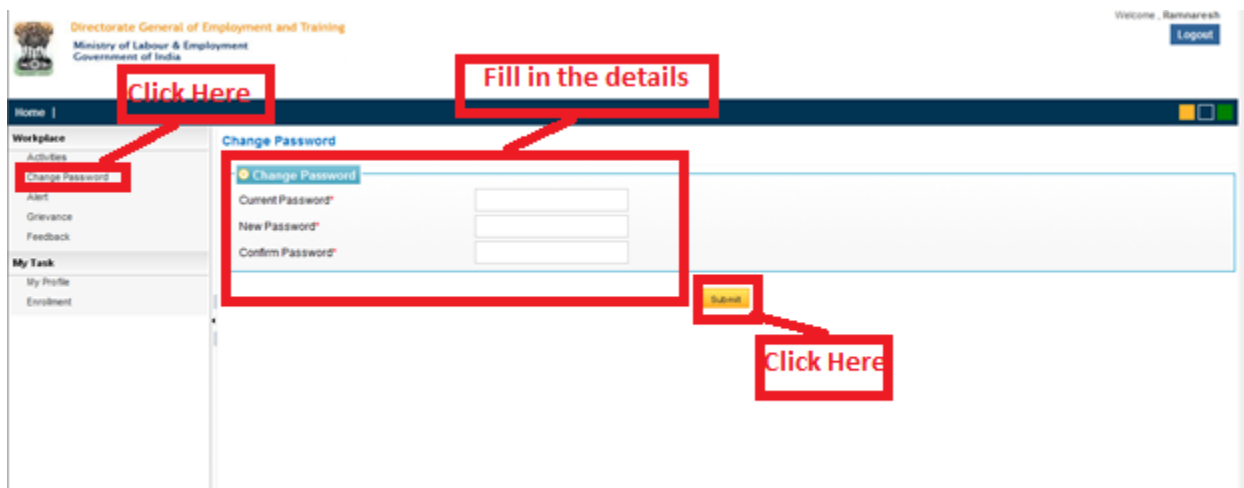 Directorate General of Employment and Training
Ministry of Labour & Employment
Government of India
Welcome , Ramnaresh
Logout
Click Here
Fill in the details
Home |
Workplace
Activities
Change Password
Alert
Grievance
Feedback
My Task
My Profile
Enrollment
Change Password
Change Password
Current Password*
New Password*
Confirm Password*
Submit
Click Here